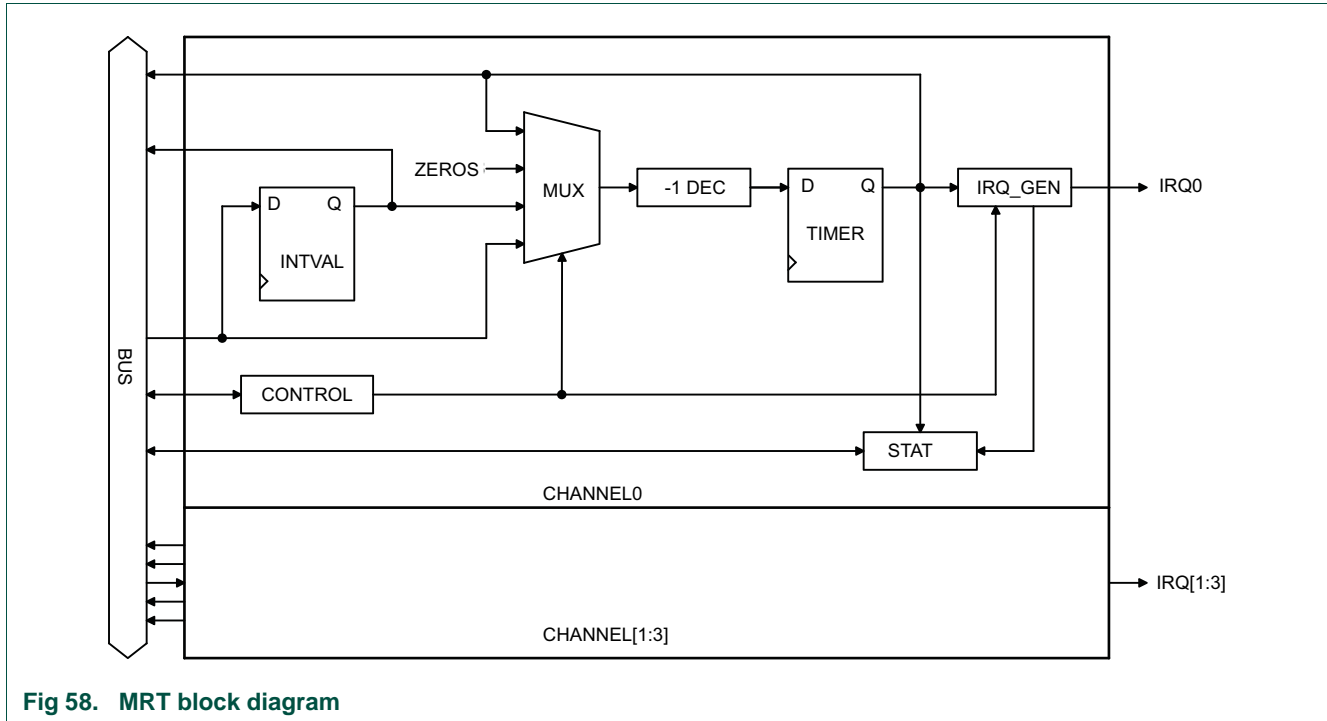 ZEROS
MUX
-1 DEC
D Q
TIMER
IRQ_GEN
IRQ0
D Q
INTVAL
BUS
CONTROL
STAT
CHANNEL0
IRQ[1:3]
CHANNEL[1:3]
Fig 58. MRT block diagram